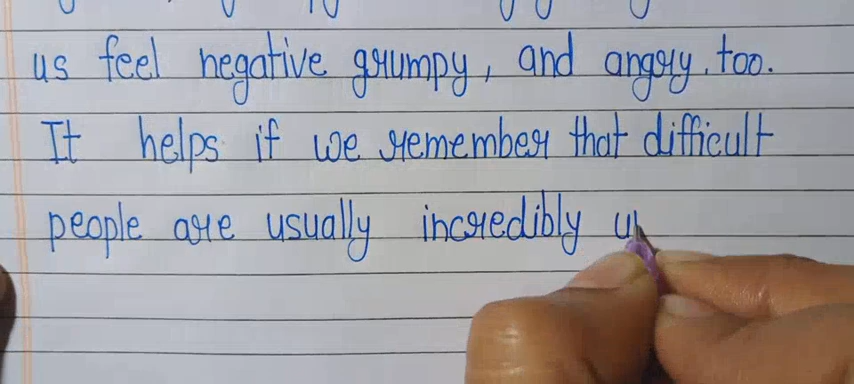 us feel negative grumpy, and angry, too.
It helps if we remember that difficult
people are usually incredibly u